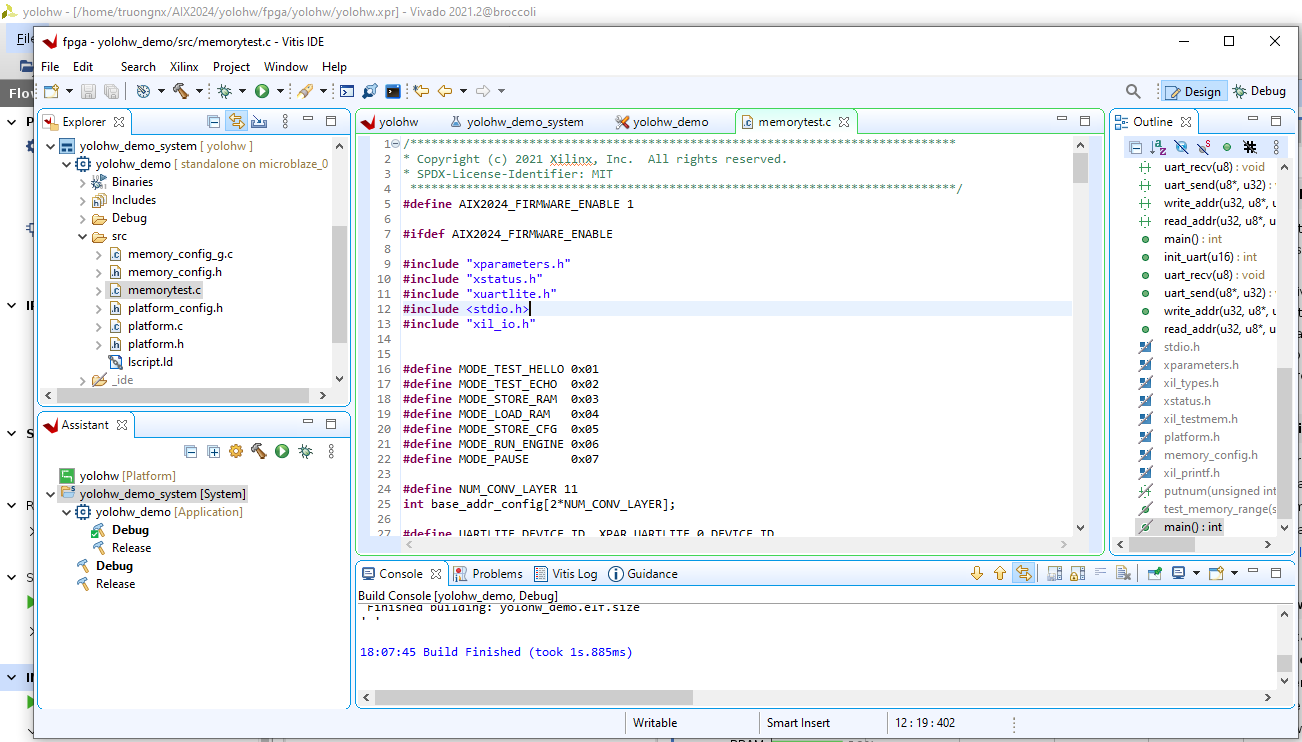 yolohw - [/home/truongnx/AIX2024/yolohw/fpga/yolohw/yolohw.xpr] - Vivado 2021.2@broccoli
File
Flow
fpga - yolohw_demo/src/memorytest.c - Vitis IDE
File Edit Search Xilinx Project Window Help
Design Debug
Explorer
yolohw_demo_system [ yolohw ]
yolohw_demo [ standalone on microblaze_0
Binaries
Includes
Debug
src
memory_config_g.c
memory_config.h
memorytest.c
platform_config.h
platform.c
platform.h
lscript.ld
_ide
Assistant
yolohw [Platform]
yolohw_demo_system [System]
yolohw_demo [Application]
Debug
Release
Debug
Release
yolohw yolohw_demo_system yolohw_demo memorytest.c
1 /******************************************************************************
2 * Copyright (c) 2021 Xilinx, Inc.  All rights reserved.
3 * SPDX-License-Identifier: MIT
4 ******************************************************************************/
5 #define AIX2024_FIRMWARE_ENABLE 1
6
7 #ifdef AIX2024_FIRMWARE_ENABLE
8
9 #include "xparameters.h"
10 #include "xstatus.h"
11 #include "xuartlite.h"
12 #include <stdio.h>
13 #include "xil_io.h"
14
15
16 #define MODE_TEST_HELLO 0x01
17 #define MODE_TEST_ECHO  0x02
18 #define MODE_STORE_RAM  0x03
19 #define MODE_LOAD_RAM   0x04
20 #define MODE_STORE_CFG  0x05
21 #define MODE_RUN_ENGINE 0x06
22 #define MODE_PAUSE      0x07
23
24 #define NUM_CONV_LAYER 11
25 int base_addr_config[2*NUM_CONV_LAYER];
26
27 #define UARTLITE_DEVICE_ID  XPAR_UARTLITE_0_DEVICE_ID
Outline
uart_recv(u8) : void
uart_send(u8*, u32) :
write_addr(u32, u8*, u
read_addr(u32, u8*, u
main() : int
init_uart(u16) : int
uart_recv(u8) : void
uart_send(u8*, u32) :
write_addr(u32, u8*, u
read_addr(u32, u8*, u
stdio.h
xparameters.h
xil_types.h
xstatus.h
xil_testmem.h
platform.h
memory_config.h
xil_printf.h
putnum(unsigned int
test_memory_range(s
main() : int
Console Problems Vitis Log Guidance
Build Console [yolohw_demo, Debug]
'Finished building: yolohw_demo.elf.size
' '
18:07:45 Build Finished (took 1s.885ms)
Writable Smart Insert 12 : 19 : 402